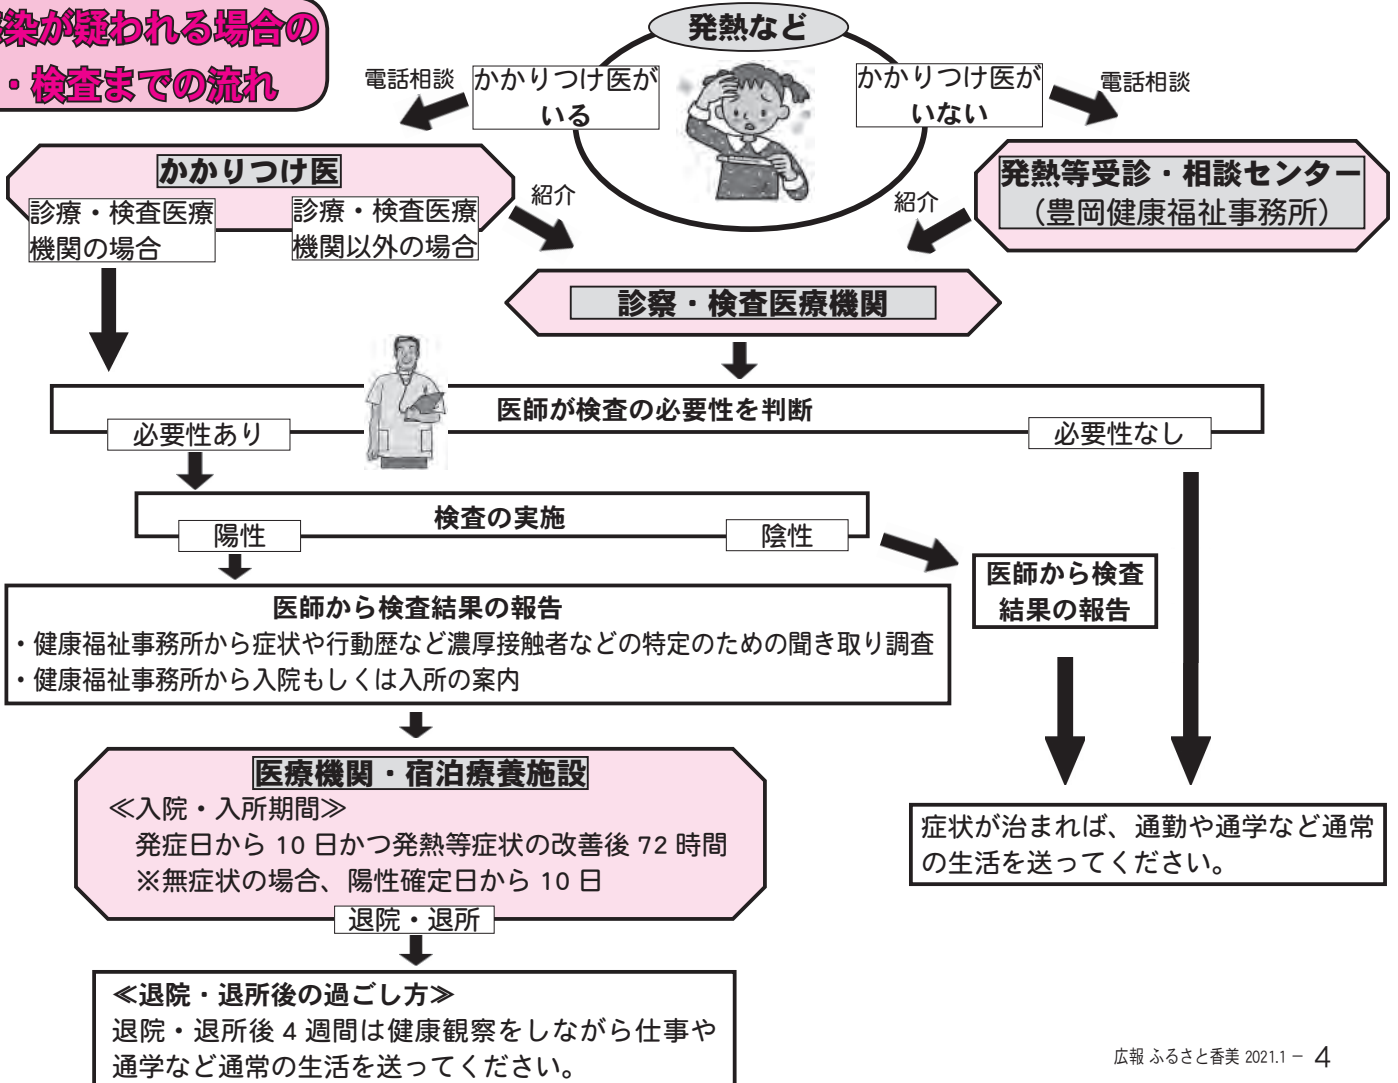 感染が疑われる場合の
・検査までの流れ
発熱など
電話相談
かかりつけ医が
いる
かかりつけ医が
いない
電話相談
かかりつけ医
診療・検査医療
機関の場合
診療・検査医療
機関以外の場合
紹介
紹介
発熱等受診・相談センター
（豊岡健康福祉事務所）
診察・検査医療機関
医師が検査の必要性を判断
必要性あり
必要性なし
検査の実施
陽性
陰性
医師から検査結果の報告
・健康福祉事務所から症状や行動歴など濃厚接触者などの特定のための聞き取り調査
・健康福祉事務所から入院もしくは入所の案内
医師から検査
結果の報告
医療機関・宿泊療養施設
≪入院・入所期間≫
発症日から 10 日かつ発熱等症状の改善後 72 時間
※無症状の場合、陽性確定日から 10 日
退院・退所
症状が治まれば、通勤や通学など通常
の生活を送ってください。
≪退院・退所後の過ごし方≫
退院・退所後 4 週間は健康観察をしながら仕事や
通学など通常の生活を送ってください。
広報 ふるさと香美 2021.1 － 4